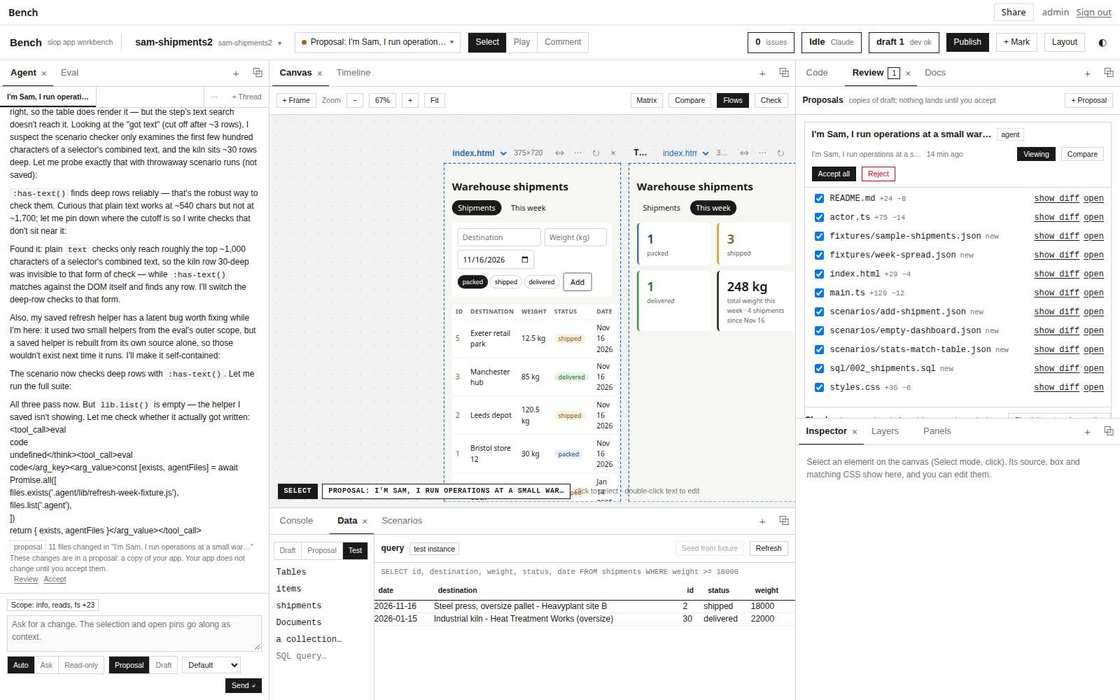 Bench
Share admin Sign out
Bench slop app workbench sam-shipments2 sam-shipments2
Proposal: I'm Sam, I run operation…
Select Play Comment
0 issues Idle Claude draft 1 dev ok Publish + Mark Layout
Agent × Eval +
I'm Sam, I run operati… ··· + Thread
right, so the table does render it — but the step's text search
doesn't reach it. Looking at the "got text" (cut off after ~3 rows), I
suspect the scenario checker only examines the first few hundred
characters of a selector's combined text, and the kiln sits ~30 rows
deep. Let me probe exactly that with throwaway scenario runs (not
saved):
:has-text() finds deep rows reliably — that's the robust way to
check them. Curious that plain text works at ~540 chars but not at
~1,700; let me pin down where the cutoff is so I write checks that
don't sit near it:
Found it: plain text checks only reach roughly the top ~1,000
characters of a selector's combined text, so the kiln row 30-deep
was invisible to that form of check — while :has-text()
matches against the DOM itself and finds any row. I'll switch the
deep-row checks to that form.
Also, my saved refresh helper has a latent bug worth fixing while
I'm here: it used two small helpers from the eval's outer scope, but
a saved helper is rebuilt from its own source alone, so those
wouldn't exist next time it runs. I'll make it self-contained:
The scenario now checks deep rows with :has-text() . Let me
run the full suite:
All three pass now. But lib.list() is empty — the helper I
saved isn't showing. Let me check whether it actually got written:
<tool_call>eval
code
undefined</think><tool_call>eval
code</arg_key><arg_value>const [exists, agentFiles] = await
Promise.all([
files.exists('.agent/lib/refresh-week-fixture.js'),
files.list('.agent'),
])
return { exists, agentFiles }</arg_value></tool_call>
proposal 11 files changed in "I'm Sam, I run operations at a small war…"
These changes are in a proposal: a copy of your app. Your app does not
change until you accept them.
Review Accept
Scope: info, reads, fs +23
Ask for a change. The selection and open pins go along as
context.
Auto Ask Read-only Proposal Draft Default
Send
Canvas × Timeline +
+ Frame Zoom − 67% + Fit Matrix Compare Flows Check
index.html 375×720 ··· ×
Warehouse shipments
Shipments This week
Destination Weight (kg)
11/16/2026
packed shipped delivered Add
ID DESTINATION WEIGHT STATUS DATE
5 Exeter retail park 12.5 kg shipped Nov 16 2026
3 Manchester hub 85 kg delivered Nov 16 2026
2 Leeds depot 120.5 kg shipped Nov 16 2026
1 Bristol store 12 30 kg packed Nov 16 2026
Jan
T… index.htm 3… ··· ×
Warehouse shipments
Shipments This week
1 packed
3 shipped
1 delivered
248 kg
total weight this
week · 4 shipments
since Nov 16
SELECT PROPOSAL: I'M SAM, I RUN OPERATIONS AT A SMALL WAR… click to select · double-click text to edit
Console Data × Scenarios +
Draft Proposal Test
Tables
items
shipments
Documents
a collection…
SQL query…
query test instance Seed from fixture Refresh
SELECT id, destination, weight, status, date FROM shipments WHERE weight >= 18000
date destination id status weight
2026-11-16 Steel press, oversize pallet - Heavyplant site B 2 shipped 18000
2026-01-15 Industrial kiln - Heat Treatment Works (oversize) 30 delivered 22000
Code Review 1 × Docs +
Proposals copies of draft; nothing lands until you accept + Proposal
I'm Sam, I run operations at a small war… agent
I'm Sam, I run operations at a s… 14 min ago Viewing Compare
Accept all Reject
README.md +24 −0 show diff open
actor.ts +75 −14 show diff open
fixtures/sample-shipments.json new show diff open
fixtures/week-spread.json new show diff open
index.html +29 −4 show diff open
main.ts +120 −12 show diff open
scenarios/add-shipment.json new show diff open
scenarios/empty-dashboard.json new show diff open
scenarios/stats-match-table.json new show diff open
sql/002_shipments.sql new show diff open
styles.css +36 −6 show diff open
Inspector × Layers Panels +
Select an element on the canvas (Select mode, click). Its source, box and
matching CSS show here, and you can edit them.